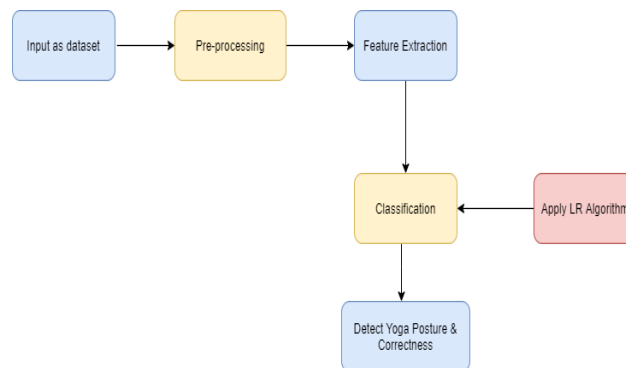 Input as dataset
Pre-processing
Feature Extraction
Classification
Apply LR Algorithm
Detect Yoga Posture &
Correctness